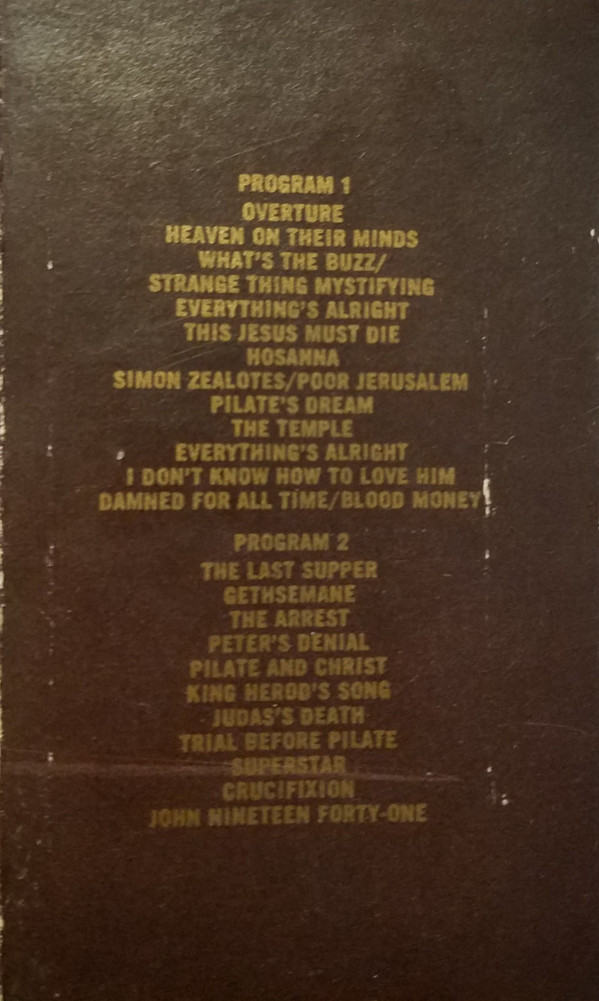 PROGRAM 1
OVERTURE
HEAVEN ON THEIR MINDS
WHAT'S THE BUZZ/
STRANGE THING MYSTIFYING
EVERYTHING'S ALRIGHT
THIS JESUS MUST DIE
HOSANNA
SIMON ZEALOTES/POOR JERUSALEM
PILATE'S DREAM
THE TEMPLE
EVERYTHING'S ALRIGHT
I DON'T KNOW HOW TO LOVE HIM
DAMNED FOR ALL TIME/BLOOD MONEY
PROGRAM 2
THE LAST SUPPER
GETHSEMANE
THE ARREST
PETER'S DENIAL
PILATE AND CHRIST
KING HEROD'S SONG
JUDAS'S DEATH
TRIAL BEFORE PILATE
SUPERSTAR
CRUCIFIXION
JOHN NINETEEN FORTY-ONE